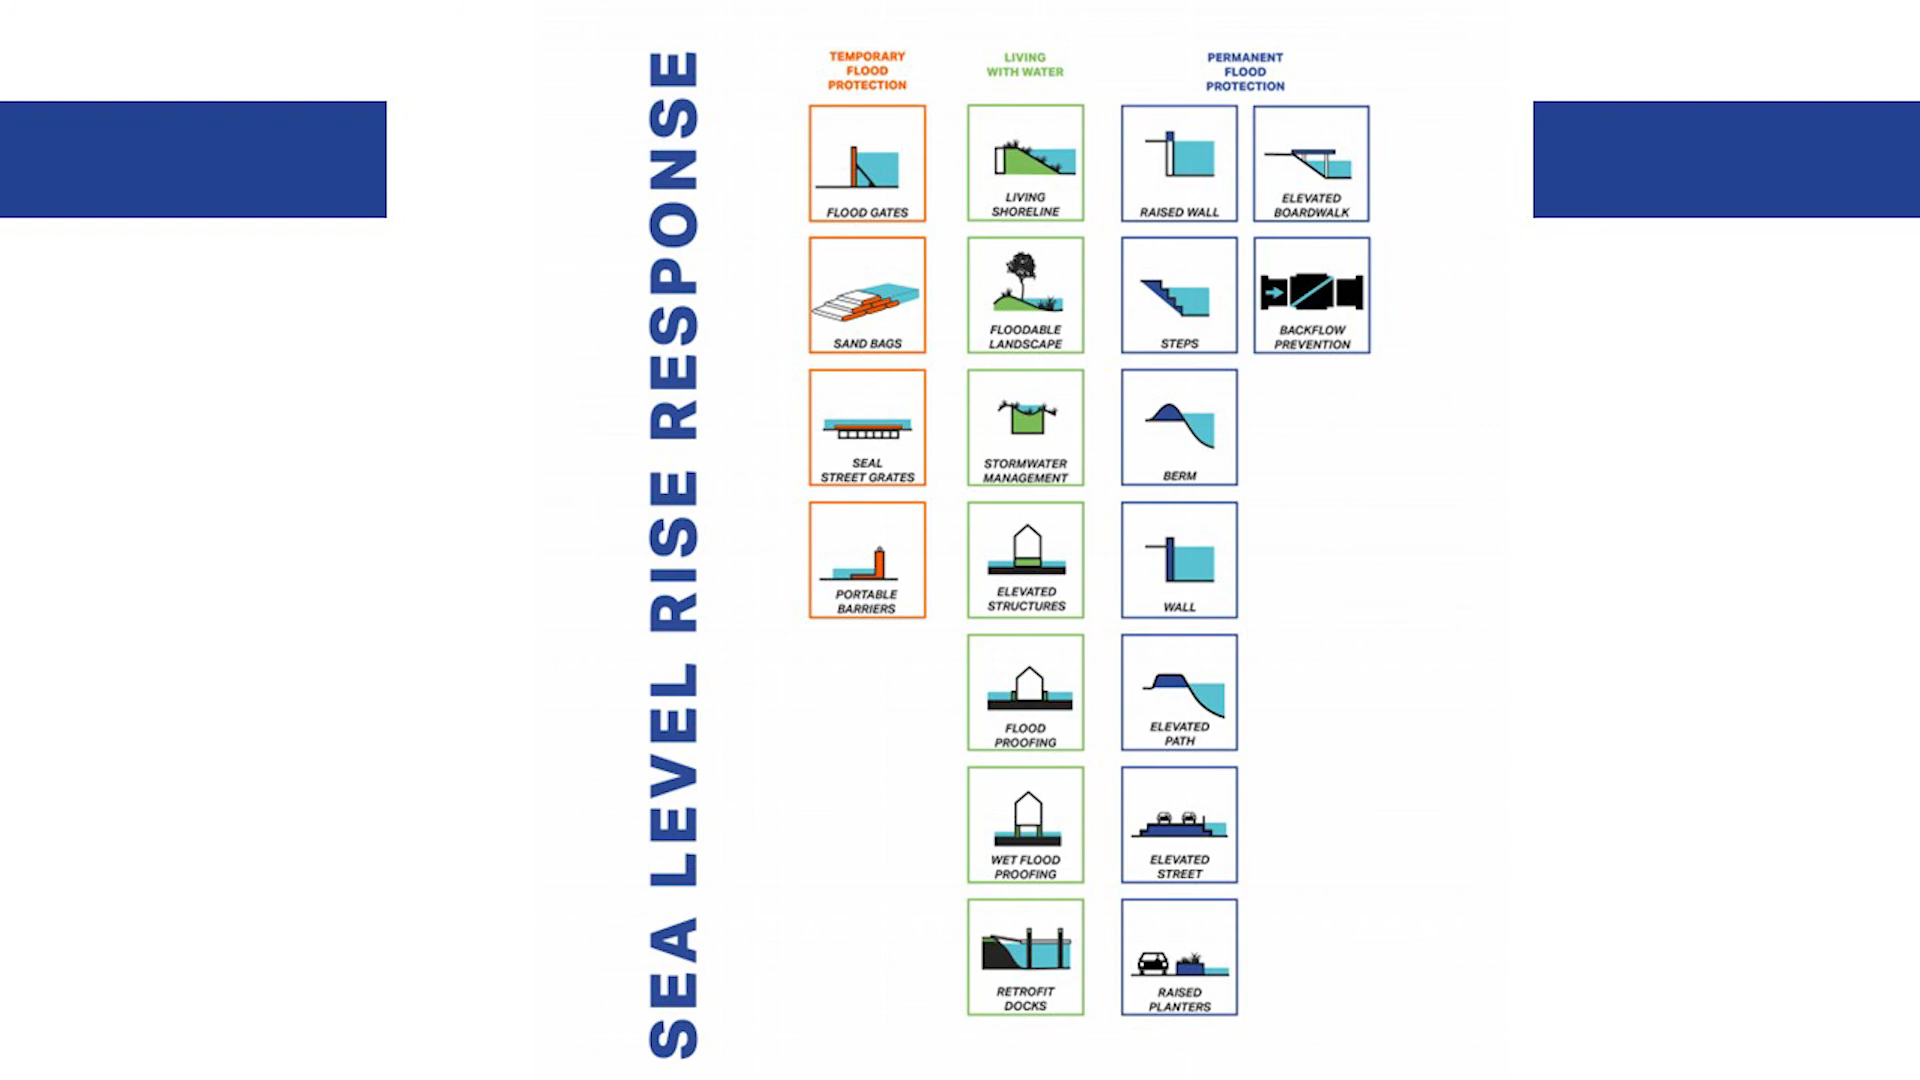 SEA LEVEL RISE RESPONSE
TEMPORARY
FLOOD
PROTECTION
FLOOD GATES
SAND BAGS
SEAL
STREET GRATES
PORTABLE
BARRIERS
LIVING
WITH WATER
LIVING
SHORELINE
FLOODABLE
LANDSCAPE
STORMWATER
MANAGEMENT
ELEVATED
STRUCTURES
FLOOD
PROOFING
WET FLOOD
PROOFING
RETROFIT
DOCKS
PERMANENT
FLOOD
PROTECTION
RAISED WALL
STEPS
BERM
WALL
ELEVATED
PATH
ELEVATED
STREET
RAISED
PLANTERS
ELEVATED
BOARDWALK
BACKFLOW
PREVENTION